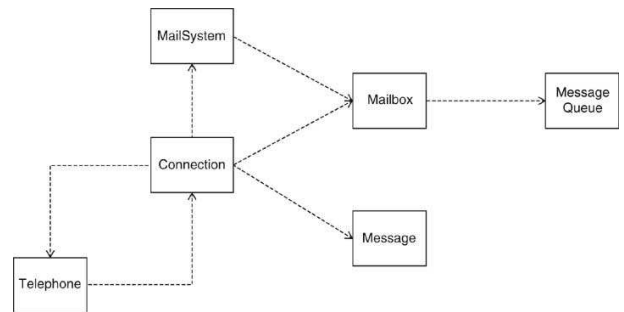 MailSystem
Mailbox
Message
Queue
Connection
Message
Telephone